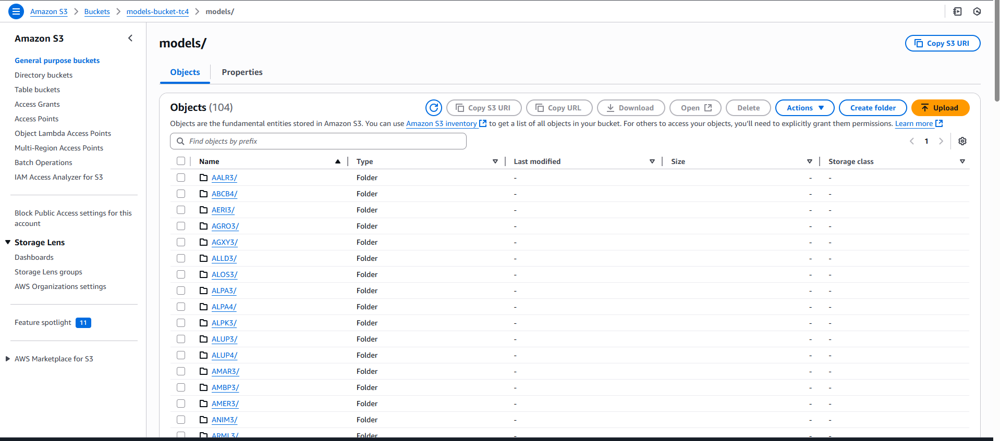 Amazon S3 > Buckets > models-bucket-tc4 > models/
Amazon S3
General purpose buckets
Directory buckets
Table buckets
Access Grants
Access Points
Object Lambda Access Points
Multi-Region Access Points
Batch Operations
IAM Access Analyzer for S3
Block Public Access settings for this
account
Storage Lens
Dashboards
Storage Lens groups
AWS Organizations settings
Feature spotlight 11
AWS Marketplace for S3
models/
Copy S3 URI
Objects Properties
Objects (104)
Copy S3 URI Copy URL Download Open Delete Actions Create folder Upload
Objects are the fundamental entities stored in Amazon S3. You can use Amazon S3 inventory to get a list of all objects in your bucket. For others to access your objects, you'll need to explicitly grant them permissions. Learn more
Find objects by prefix
1
Name Type Last modified Size Storage class
AALR3/ Folder - - -
ABCB4/ Folder - - -
AERI3/ Folder - - -
AGRO3/ Folder - - -
AGXY3/ Folder - - -
ALLD3/ Folder - - -
ALOS3/ Folder - - -
ALPA3/ Folder - - -
ALPA4/ Folder - - -
ALPK3/ Folder - - -
ALUP3/ Folder - - -
ALUP4/ Folder - - -
AMAR3/ Folder - - -
AMBP3/ Folder - - -
AMER3/ Folder - - -
ANIM3/ Folder - - -
ARML3/ Folder - - -